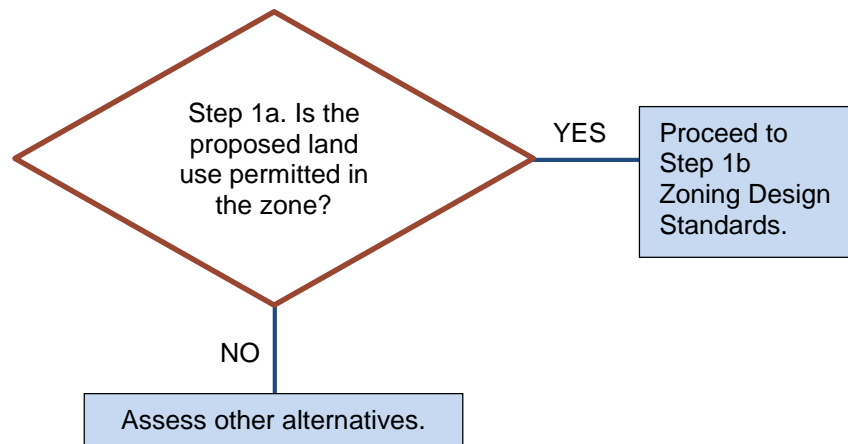 Step 1a. Is the
proposed land
use permitted in
the zone?
YES
Proceed to
Step 1b
Zoning Design
Standards.
NO
Assess other alternatives.